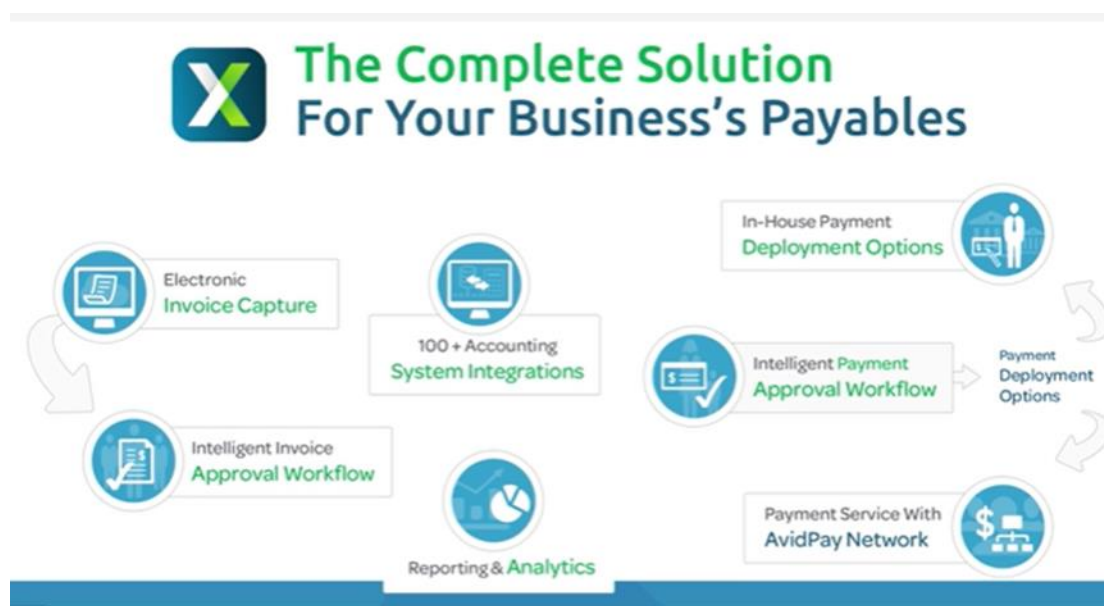 The Complete Solution
For Your Business's Payables
Electronic
Invoice Capture
Intelligent Invoice
Approval Workflow
100 + Accounting
System Integrations
Reporting & Analytics
In-House Payment
Deployment Options
Intelligent Payment
Approval Workflow
Payment
Deployment
Options
Payment Service With
AvidPay Network